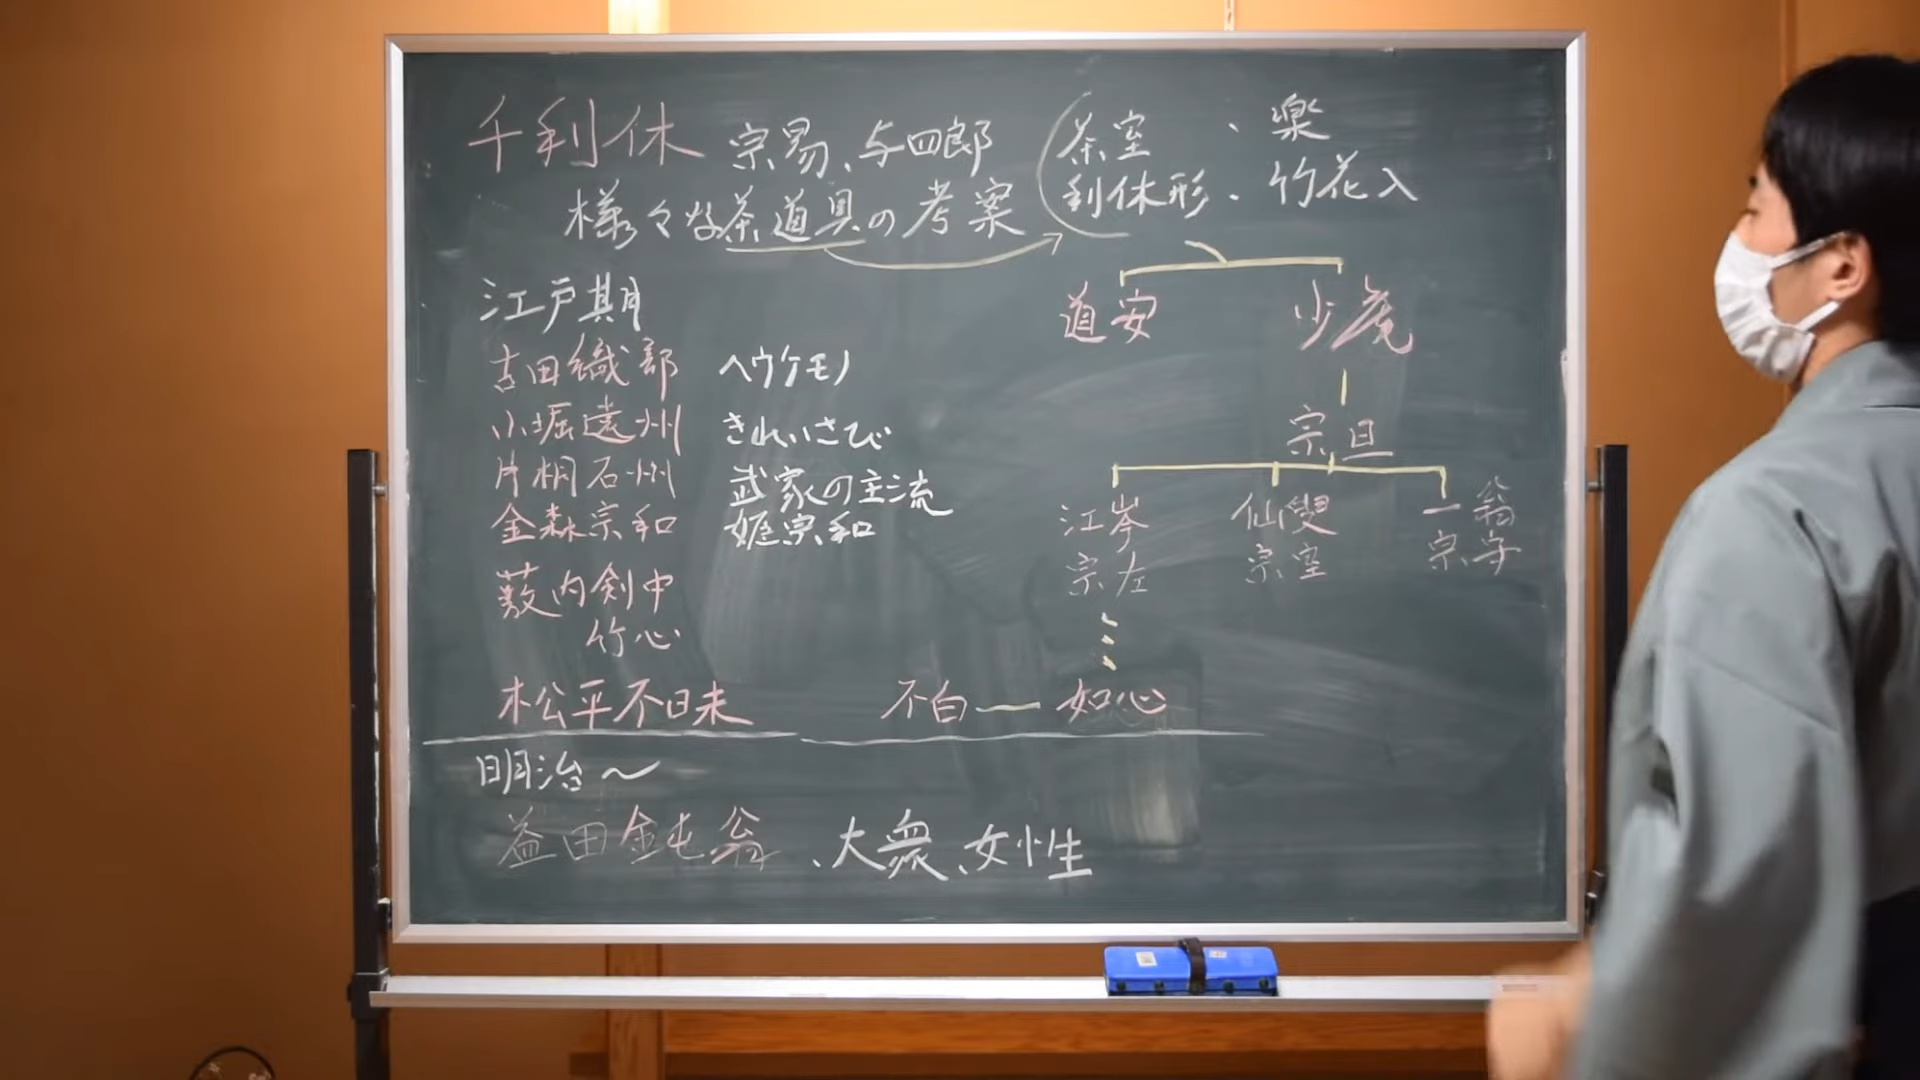 千利休 宗易、与四郎
様々な茶道具の考案
茶室 、楽
利休形、竹花入
江戸期
古田織部 ヘウケモノ
小堀遠州 きれいさび
片桐石州 武家の主流
金森宗和 姫宗和
薮内剣中
竹心
松平不昧
道安 少庵
宗旦
江岑 仙叟 一翁
宗左 宗室 宗守
不白 — 如心
明治〜
益田鈍翁、大衆、女性